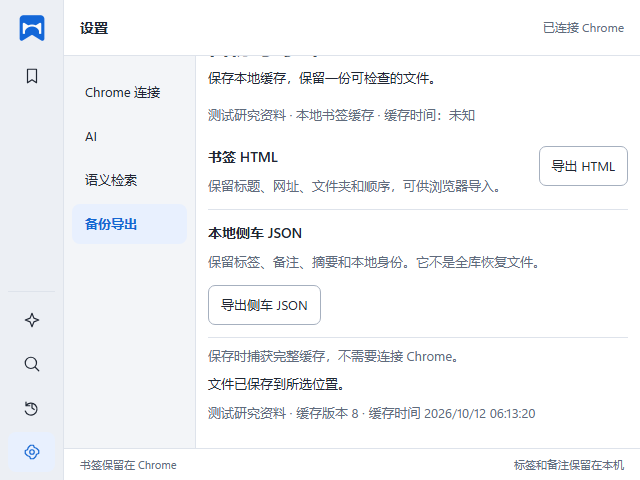 设置
已连接 Chrome
Chrome 连接
AI
语义检索
备份导出
保存本地缓存，保留一份可检查的文件。
测试研究资料 · 本地书签缓存 · 缓存时间：未知
书签 HTML
导出 HTML
保留标题、网址、文件夹和顺序，可供浏览器导入。
本地侧车 JSON
保留标签、备注、摘要和本地身份。它不是全库恢复文件。
导出侧车 JSON
保存时捕获完整缓存，不需要连接 Chrome。
文件已保存到所选位置。
测试研究资料 · 缓存版本 8 · 缓存时间 2026/10/12 06:13:20
书签保留在 Chrome
标签和备注保留在本机